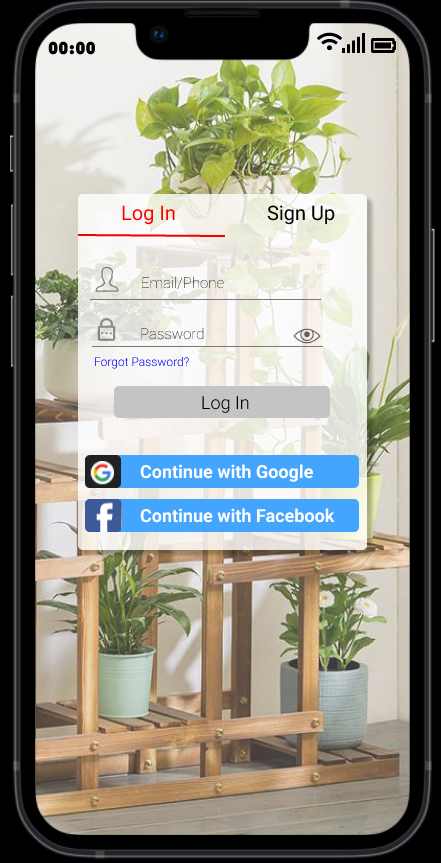 00:00
Log In Sign Up
Email/Phone
Password
Forgot Password?
Log In
G Continue with Google
f Continue with Facebook